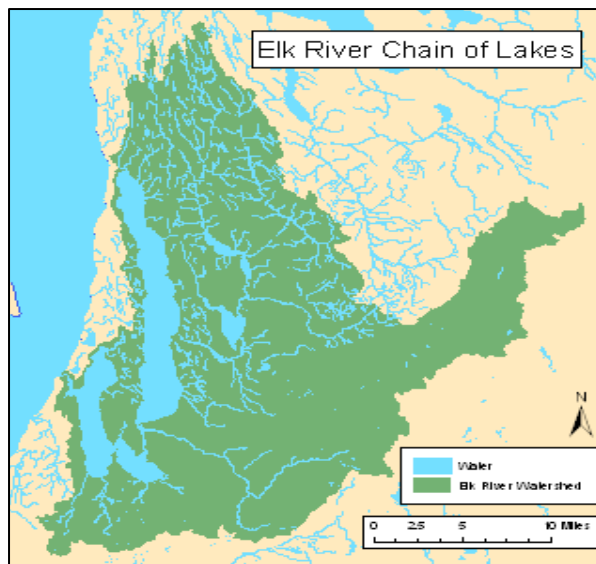 Elk River Chain of Lakes
N
Water
Elk River Watershed
0 2.5 5 10 Miles